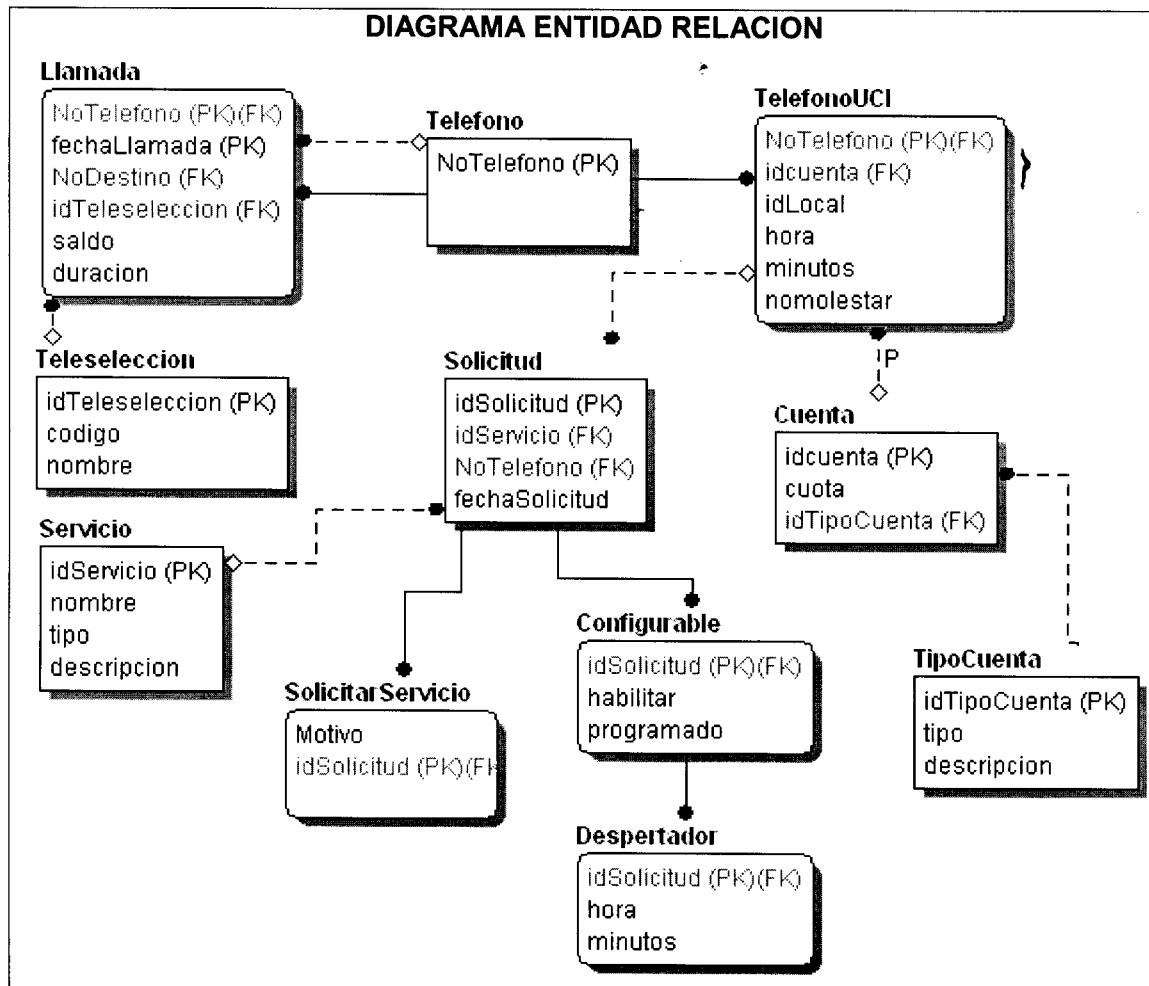 DIAGRAMA ENTIDAD RELACION
Llamada
NoTelefono (PK)(FK)
fechaLlamada (PK)
NoDestino (FK)
idTeleseleccion (FK)
saldo
duracion
Telefono
NoTelefono (PK)
TelefonoUCI
NoTelefono (PK)(FK)
idcuenta (FK)
idLocal
hora
minutos
nomolestar
P
Teleseleccion
idTeleseleccion (PK)
codigo
nombre
Solicitud
idSolicitud (PK)
idServicio (FK)
NoTelefono (FK)
fechaSolicitud
Cuenta
idcuenta (PK)
cuota
idTipoCuenta (FK)
Servicio
idServicio (PK)
nombre
tipo
descripcion
SolicitarServicio
Motivo
idSolicitud (PK)(FK
Configurable
idSolicitud (PK)(FK)
habilitar
programado
TipoCuenta
idTipoCuenta (PK)
tipo
descripcion
Despertador
idSolicitud (PK)(FK)
hora
minutos